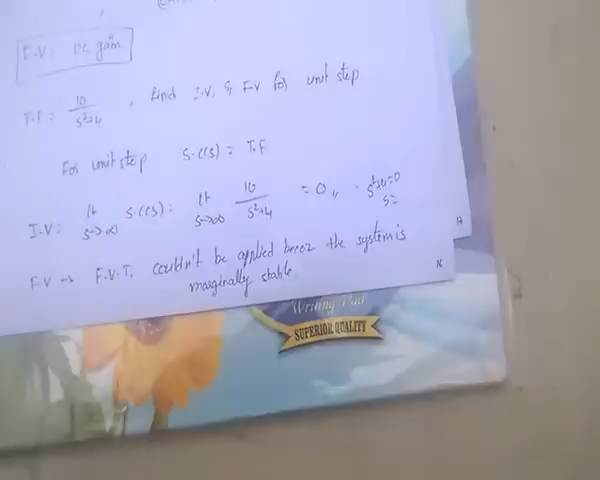 F.V: DC gain
T.F = 10/s²+4 , find I.V, & F.V for unit step
For unit step s.c(s) = T.F
I.V: lt s→∞ s.c(s): lt s→∞ 10/s²+4 = 0,, s²+4=0
s=
F.V → F.V.T. couldn't be applied becoz the system is
marginally stable.
Writing Pad
SUPERIOR QUALITY